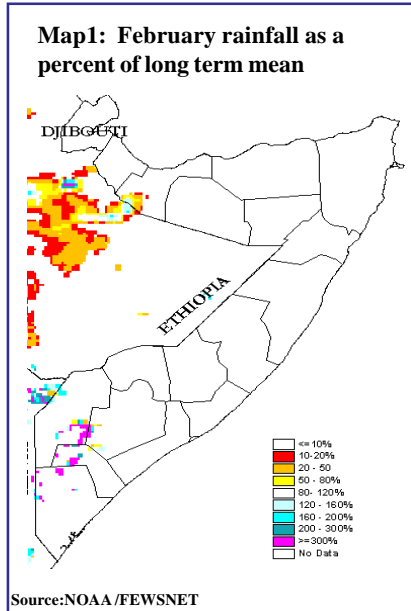 Map1: February rainfall as a
percent of long term mean
DJIBOUTI
ETHIOPIA
<=10%
10-20%
20 - 50
50 - 80%
80- 120%
120 - 160%
160 - 200%
200 - 300%
>=300%
No Data
Source:NOAA/FEWSNET